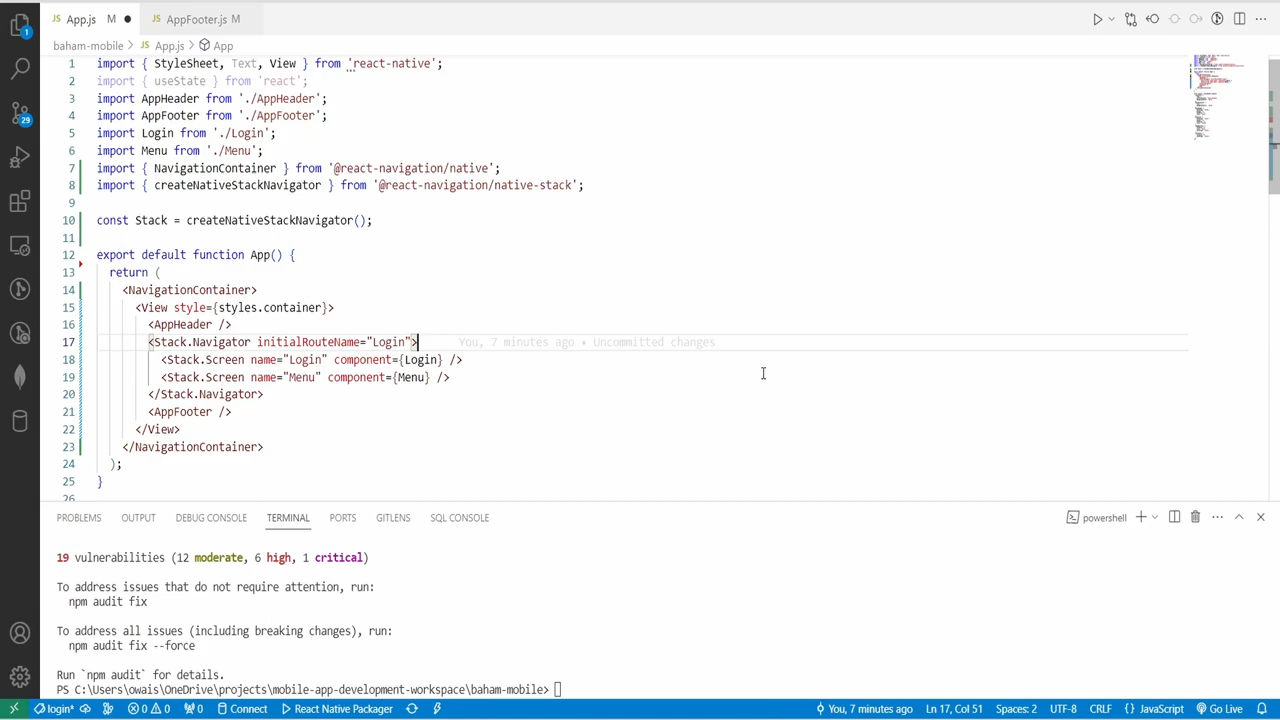 App.js M
AppFooter.js M
baham-mobile > App.js > App
1 import { StyleSheet, Text, View } from 'react-native';
2 import { useState } from 'react';
3 import AppHeader from './AppHeader';
4 import AppFooter from './AppFooter';
5 import Login from './Login';
6 import Menu from './Menu';
7 import { NavigationContainer } from '@react-navigation/native';
8 import { createNativeStackNavigator } from '@react-navigation/native-stack';
9
10 const Stack = createNativeStackNavigator();
11
12 export default function App() {
13 return (
14 <NavigationContainer>
15 <View style={styles.container}>
16 <AppHeader />
17 <Stack.Navigator initialRouteName="Login"> You, 7 minutes ago • Uncommitted changes
18 <Stack.Screen name="Login" component={Login} />
19 <Stack.Screen name="Menu" component={Menu} />
20 </Stack.Navigator>
21 <AppFooter />
22 </View>
23 </NavigationContainer>
24 );
25 }
26
1
29
PROBLEMS OUTPUT DEBUG CONSOLE TERMINAL PORTS GITLENS SQL CONSOLE powershell
19 vulnerabilities (12 moderate, 6 high, 1 critical)
To address issues that do not require attention, run:
npm audit fix
To address all issues (including breaking changes), run:
npm audit fix --force
Run `npm audit` for details.
PS C:\Users\owais\OneDrive\projects\mobile-app-development-workspace\baham-mobile>
login* 0 0 0 Connect React Native Packager You, 7 minutes ago Ln 17, Col 51 Spaces: 2 UTF-8 CRLF {} JavaScript Go Live